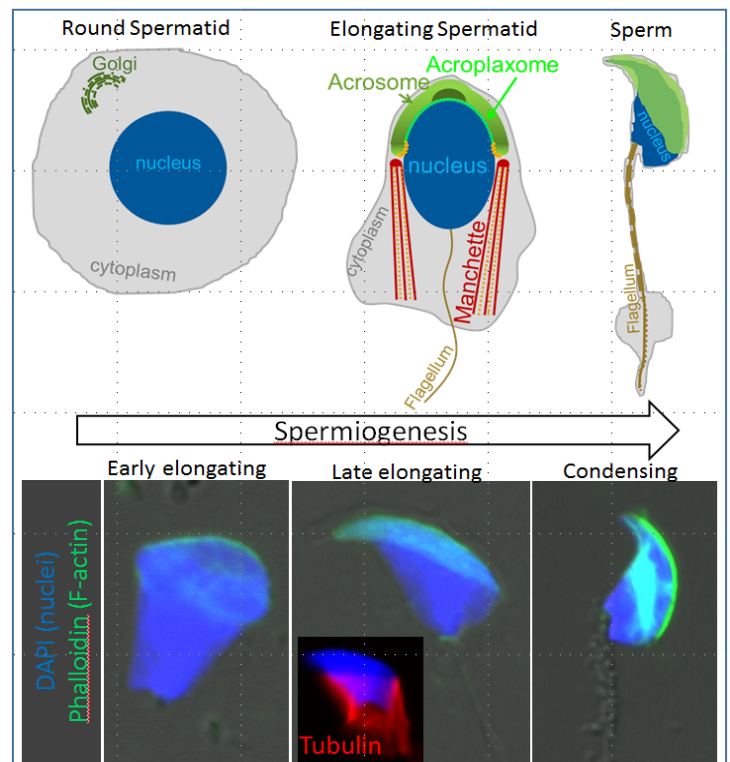 Round Spermatid
Elongating Spermatid
Sperm
Golgi
nucleus
cytoplasm
Acrosome
Acroplaxome
nucleus
cytoplasm
Manchette
Flagellum
nucleus
Flagellum
Spermiogenesis
Early elongating
Late elongating
Condensing
DAPI (nuclei)
Phalloidin (F-actin)
Tubulin